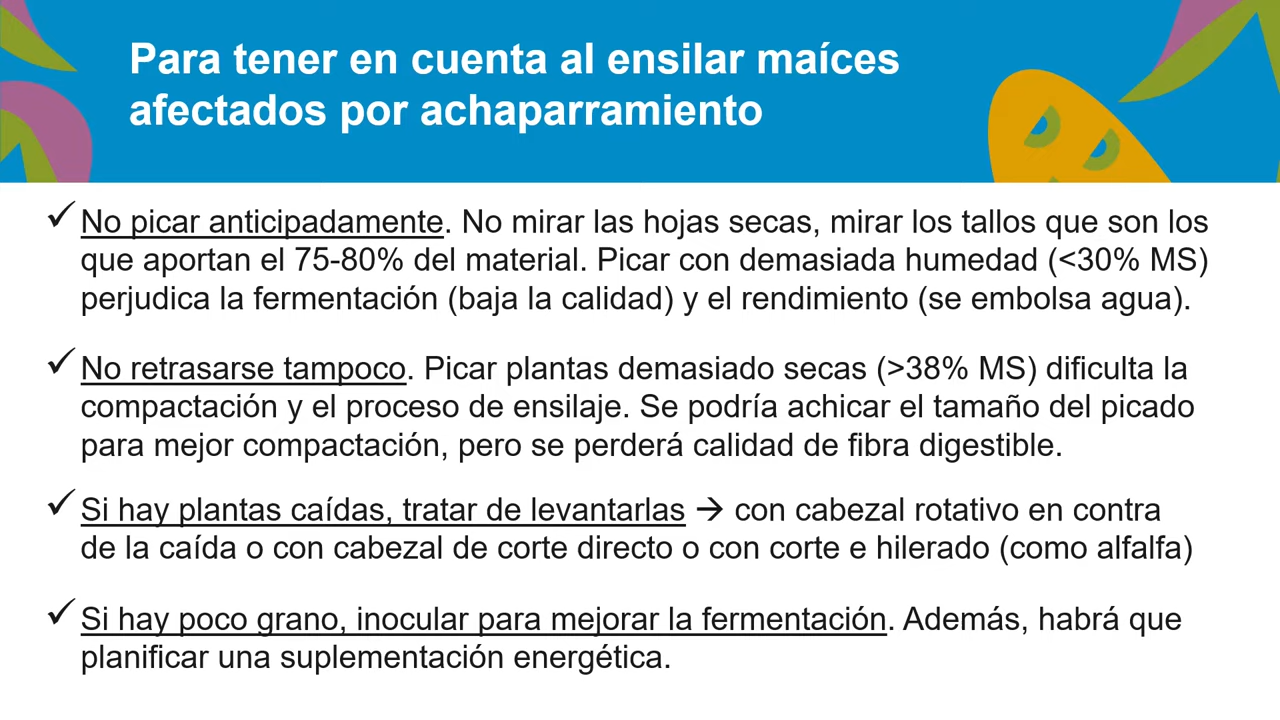 Para tener en cuenta al ensilar maíces
afectados por achaparramiento
✓ No picar anticipadamente. No mirar las hojas secas, mirar los tallos que son los
que aportan el 75-80% del material. Picar con demasiada humedad (<30% MS)
perjudica la fermentación (baja la calidad) y el rendimiento (se embolsa agua).
✓ No retrasarse tampoco. Picar plantas demasiado secas (>38% MS) dificulta la
compactación y el proceso de ensilaje. Se podría achicar el tamaño del picado
para mejor compactación, pero se perderá calidad de fibra digestible.
✓ Si hay plantas caídas, tratar de levantarlas → con cabezal rotativo en contra
de la caída o con cabezal de corte directo o con corte e hilerado (como alfalfa)
✓ Si hay poco grano, inocular para mejorar la fermentación. Además, habrá que
planificar una suplementación energética.